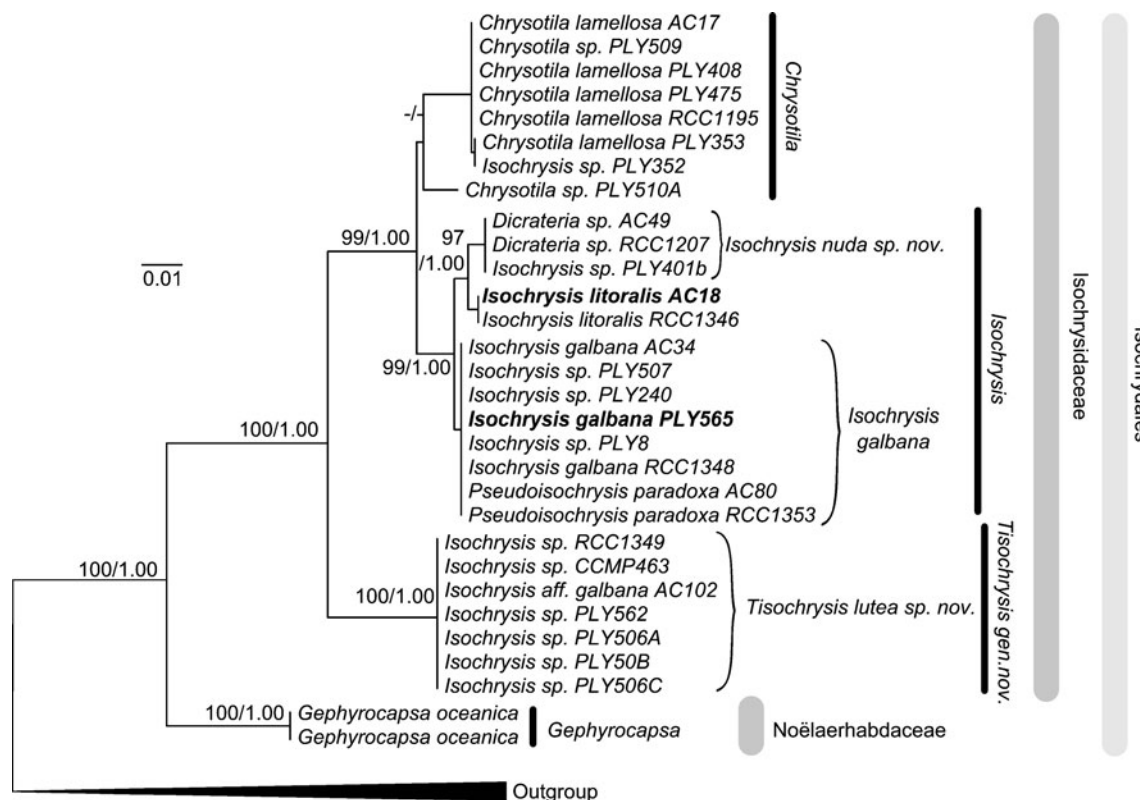 Chrysotila lamellosa AC17
Chrysotila sp. PLY509
Chrysotila lamellosa PLY408
Chrysotila lamellosa PLY475
Chrysotila lamellosa RCC1195
Chrysotila lamellosa PLY353
Isochrysis sp. PLY352
Chrysotila sp. PLY510A
Chrysotila
-/-
Dicrateria sp. AC49
Dicrateria sp. RCC1207
Isochrysis sp. PLY401b
Isochrysis nuda sp. nov.
99/1.00
97
/1.00
0.01
Isochrysis litoralis AC18
Isochrysis litoralis RCC1346
Isochrysis galbana AC34
Isochrysis sp. PLY507
Isochrysis sp. PLY240
Isochrysis galbana PLY565
Isochrysis sp. PLY8
Isochrysis galbana RCC1348
Pseudoisochrysis paradoxa AC80
Pseudoisochrysis paradoxa RCC1353
99/1.00
Isochrysis
galbana
Isochrysis
100/1.00
Isochrysis sp. RCC1349
Isochrysis sp. CCMP463
Isochrysis aff. galbana AC102
Isochrysis sp. PLY562
Isochrysis sp. PLY506A
Isochrysis sp. PLY50B
Isochrysis sp. PLY506C
100/1.00
Tisochrysis lutea sp. nov.
Tisochrysis gen.nov.
Isochrysidaceae
100/1.00
100/1.00
Gephyrocapsa oceanica
Gephyrocapsa oceanica
Gephyrocapsa
Noëlaerhabdaceae
Outgroup